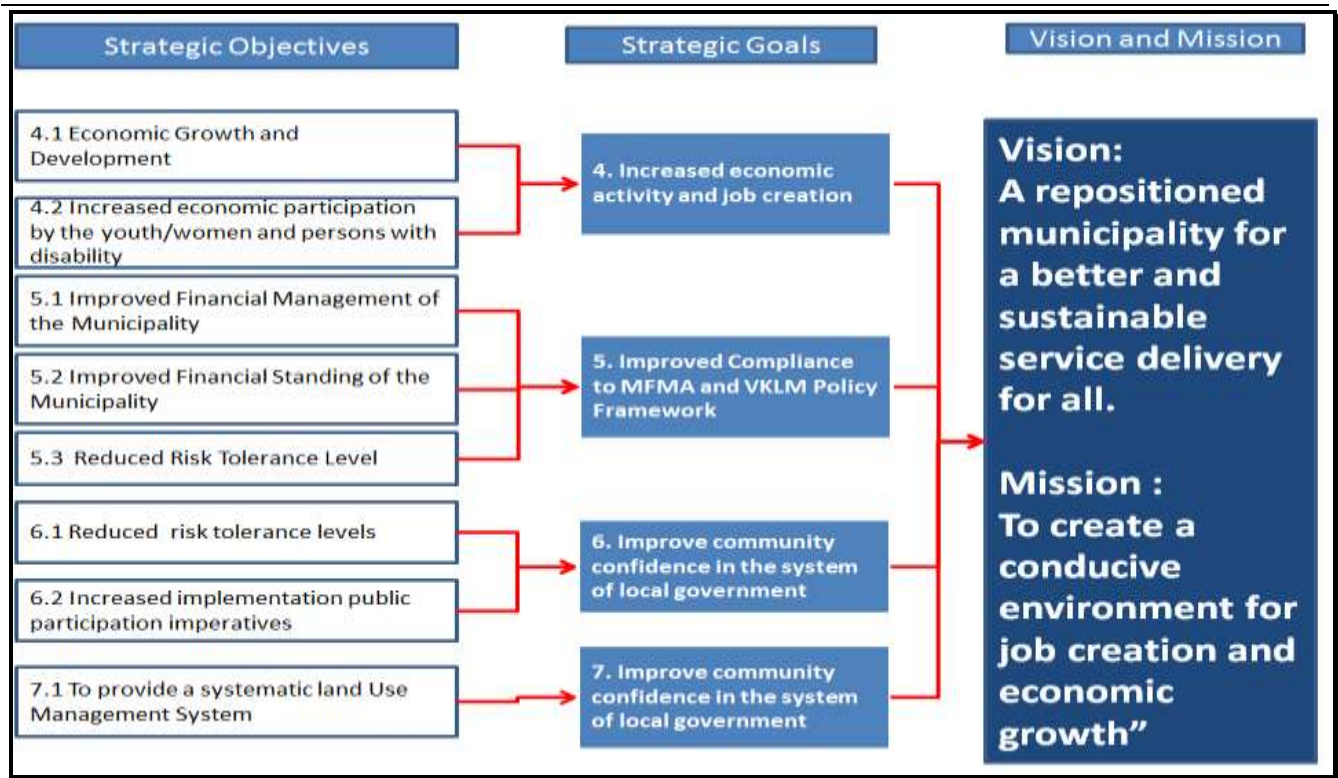 Strategic Objectives
Strategic Goals
Vision and Mission
4.1 Economic Growth and
Development
4.2 Increased economic participation
by the youth/women and persons with
disability
5.1 Improved Financial Management of
the Municipality
5.2 Improved Financial Standing of the
Municipality
5.3 Reduced Risk Tolerance Level
6.1 Reduced risk tolerance levels
6.2 Increased implementation public
participation imperatives
7.1 To provide a systematic land Use
Management System
4. Increased economic
activity and job creation
5. Improved Compliance
to MFMA and VKLM Policy
Framework
6. Improve community
confidence in the system
of local government
7. Improve community
confidence in the system
of local government
Vision:
A repositioned
municipality for
a better and
sustainable
service delivery
for all.
Mission :
To create a
conducive
environment for
job creation and
economic
growth”